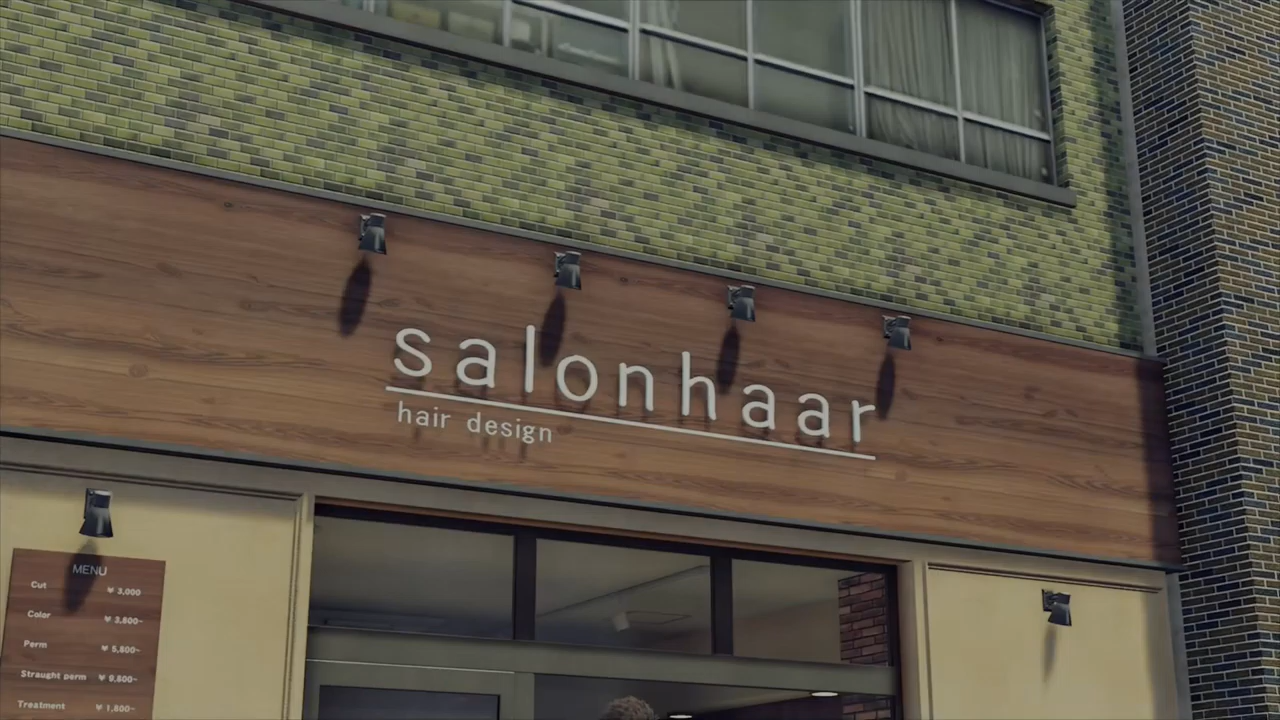 salonhaar
hair design
MENU
Cut ¥3,000
Color ¥3,800~
Perm ¥5,800~
Straught perm ¥9,800~
Treatment ¥1,800~